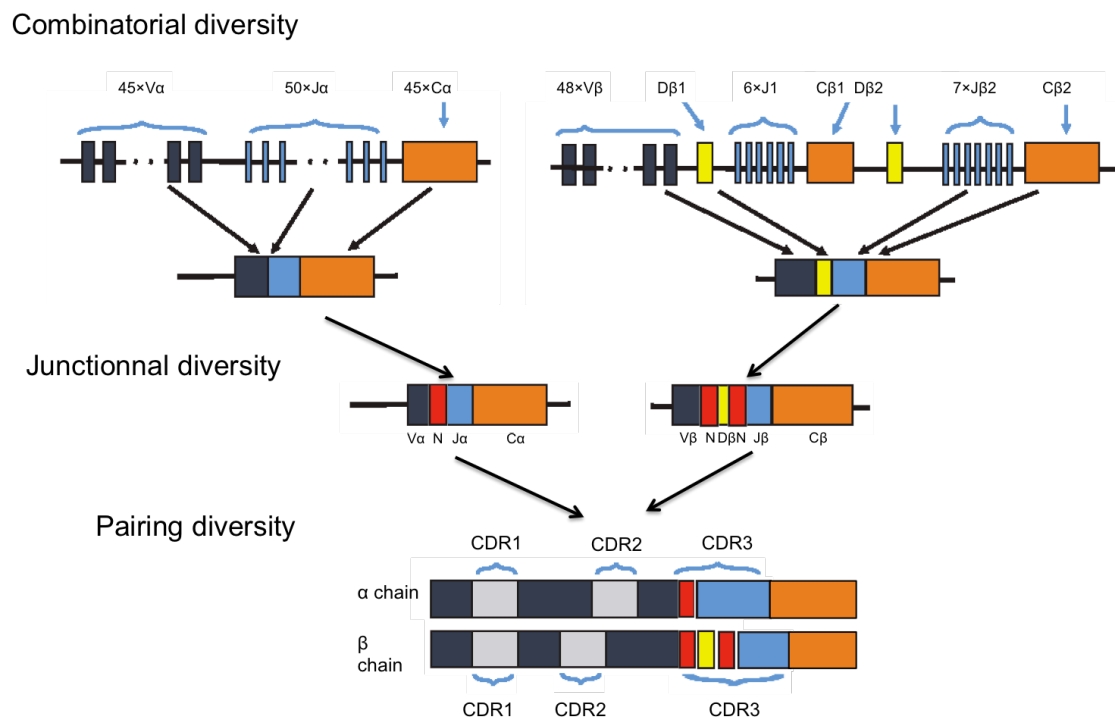 Combinatorial diversity
45×Vα 50×Jα 45×Cα 48×Vβ Dβ1 6×J1 Cβ1 Dβ2 7×Jβ2 Cβ2
Junctionnal diversity
Vα N Jα Cα Vβ N DβN Jβ Cβ
Pairing diversity
CDR1 CDR2 CDR3
α chain
β
chain
CDR1 CDR2 CDR3